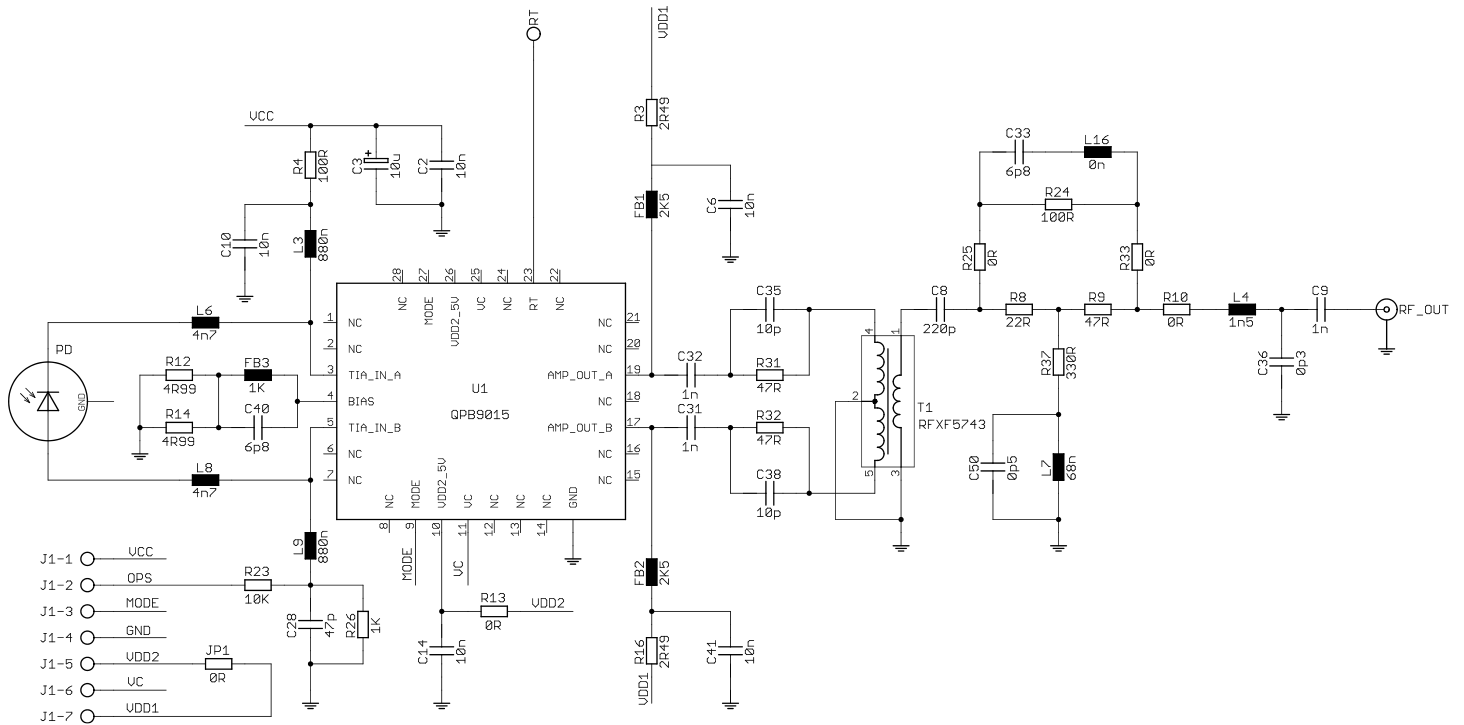 RT
VDD1
R3
2R49
VCC
R4
100R
C3
+
10u
C2
10n
C33
6p8
L16
0n
R24
100R
FB1
2K5
C6
10n
C10
10n
L3
880n
R25
0R
R33
0R
28
27
26
25
24
23
22
NC
MODE
VDD2_5V
VC
NC
RT
NC
L6
4n7
C35
10p
C8
220p
R8
22R
R9
47R
R10
0R
L4
1n5
C9
1n
RF_OUT
1
NC
2
NC
3
TIA_IN_A
4
BIAS
5
TIA_IN_B
6
NC
7
NC
U1
QPB9015
NC
21
NC
20
AMP_OUT_A
19
NC
18
AMP_OUT_B
17
NC
16
NC
15
PD
GND
R12
4R99
FB3
1K
R14
4R99
C40
6p8
C32
1n
R31
47R
C31
1n
R32
47R
C38
10p
4
1
2
5
3
T1
RFXF5743
R37
330R
C36
0p3
C50
0p5
L7
68n
L8
4n7
NC
MODE
VDD2_5V
VC
NC
NC
NC
GND
8
9
10
11
12
13
14
MODE
VC
L9
880n
FB2
2K5
J1-1
VCC
J1-2
OPS
R23
10K
J1-3
MODE
J1-4
GND
J1-5
VDD2
JP1
0R
J1-6
VC
J1-7
VDD1
C28
47p
R26
1K
R13
0R
VDD2
C14
10n
R16
2R49
C41
10n
VDD1